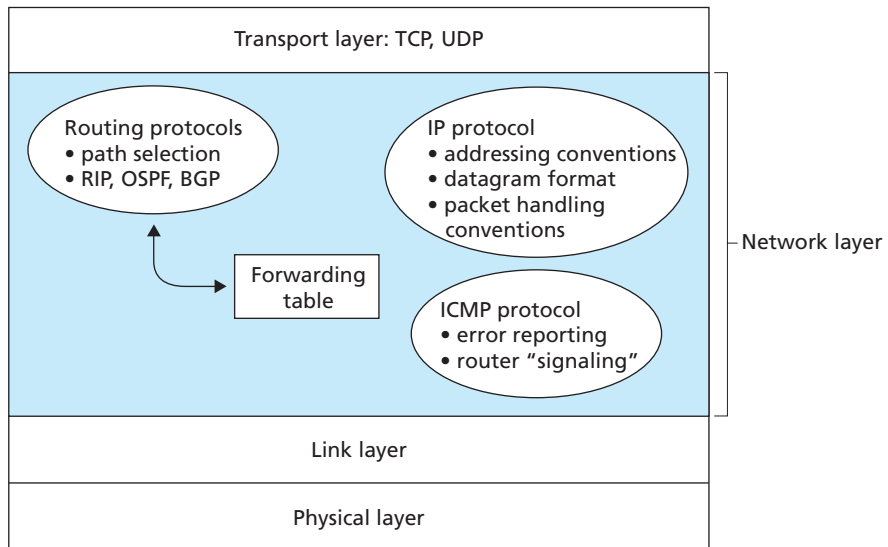 Transport layer: TCP, UDP
Routing protocols
• path selection
• RIP, OSPF, BGP
IP protocol
• addressing conventions
• datagram format
• packet handling
conventions
Network layer
Forwarding
table
ICMP protocol
• error reporting
• router “signaling”
Link layer
Physical layer